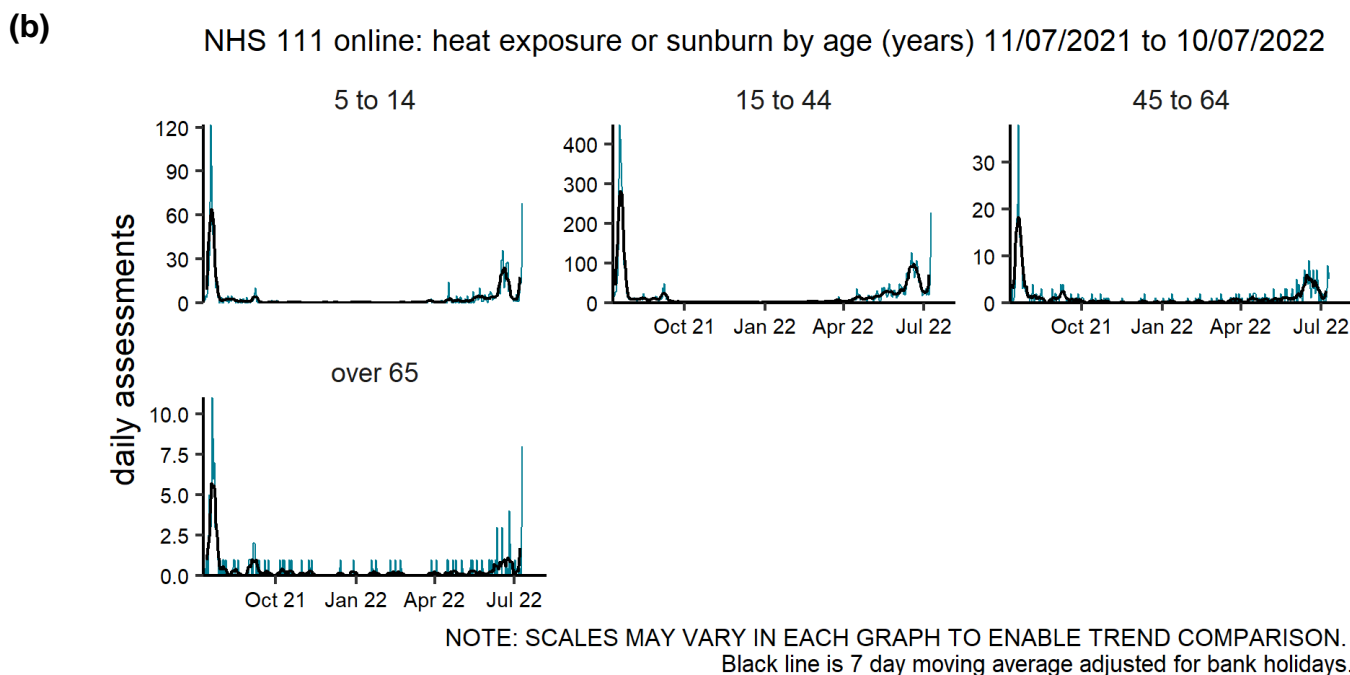 (b)
NHS 111 online: heat exposure or sunburn by age (years) 11/07/2021 to 10/07/2022
daily assessments
5 to 14
120
90
60
30
0
15 to 44
400
300
200
100
0
Oct 21 Jan 22 Apr 22 Jul 22
45 to 64
30
20
10
0
Oct 21 Jan 22 Apr 22 Jul 22
over 65
10.0
7.5
5.0
2.5
0.0
Oct 21 Jan 22 Apr 22 Jul 22
NOTE: SCALES MAY VARY IN EACH GRAPH TO ENABLE TREND COMPARISON.
Black line is 7 day moving average adjusted for bank holidays.